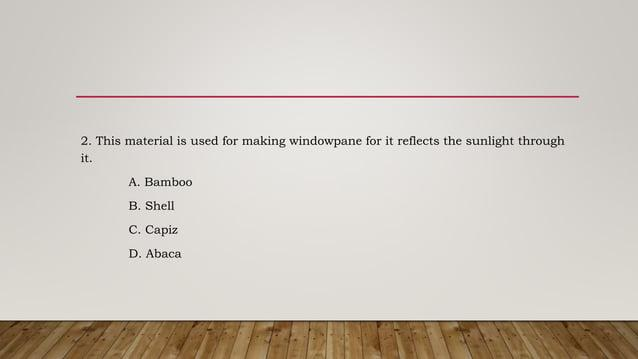 2. This material is used for making windowpane for it reflects the sunlight through
it.
A. Bamboo
B. Shell
C. Capiz
D. Abaca